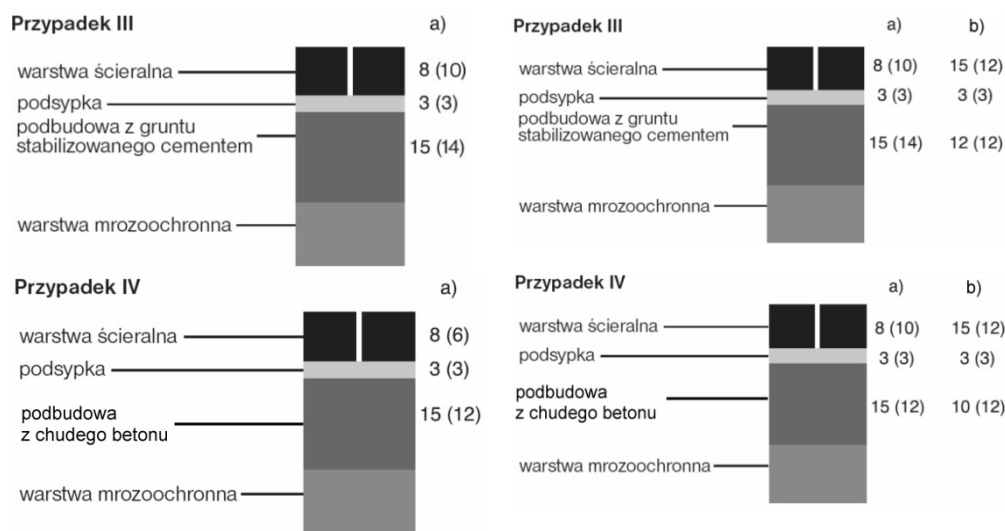 Przypadek III
a)
warstwa ścieralna
8 (10)
podsypka
3 (3)
podbudowa z gruntu
stabilizowanego cementem
15 (14)
warstwa mrozoochronna
Przypadek III
a) b)
warstwa ścieralna
8 (10) 15 (12)
podsypka
3 (3) 3 (3)
podbudowa z gruntu
stabilizowanego cementem
15 (14) 12 (12)
warstwa mrozoochronna
Przypadek IV
a)
warstwa ścieralna
8 (6)
podsypka
3 (3)
podbudowa
z chudego betonu
15 (12)
warstwa mrozoochronna
Przypadek IV
a) b)
warstwa ścieralna
8 (10) 15 (12)
podsypka
3 (3) 3 (3)
podbudowa
z chudego betonu
15 (12) 10 (12)
warstwa mrozoochronna